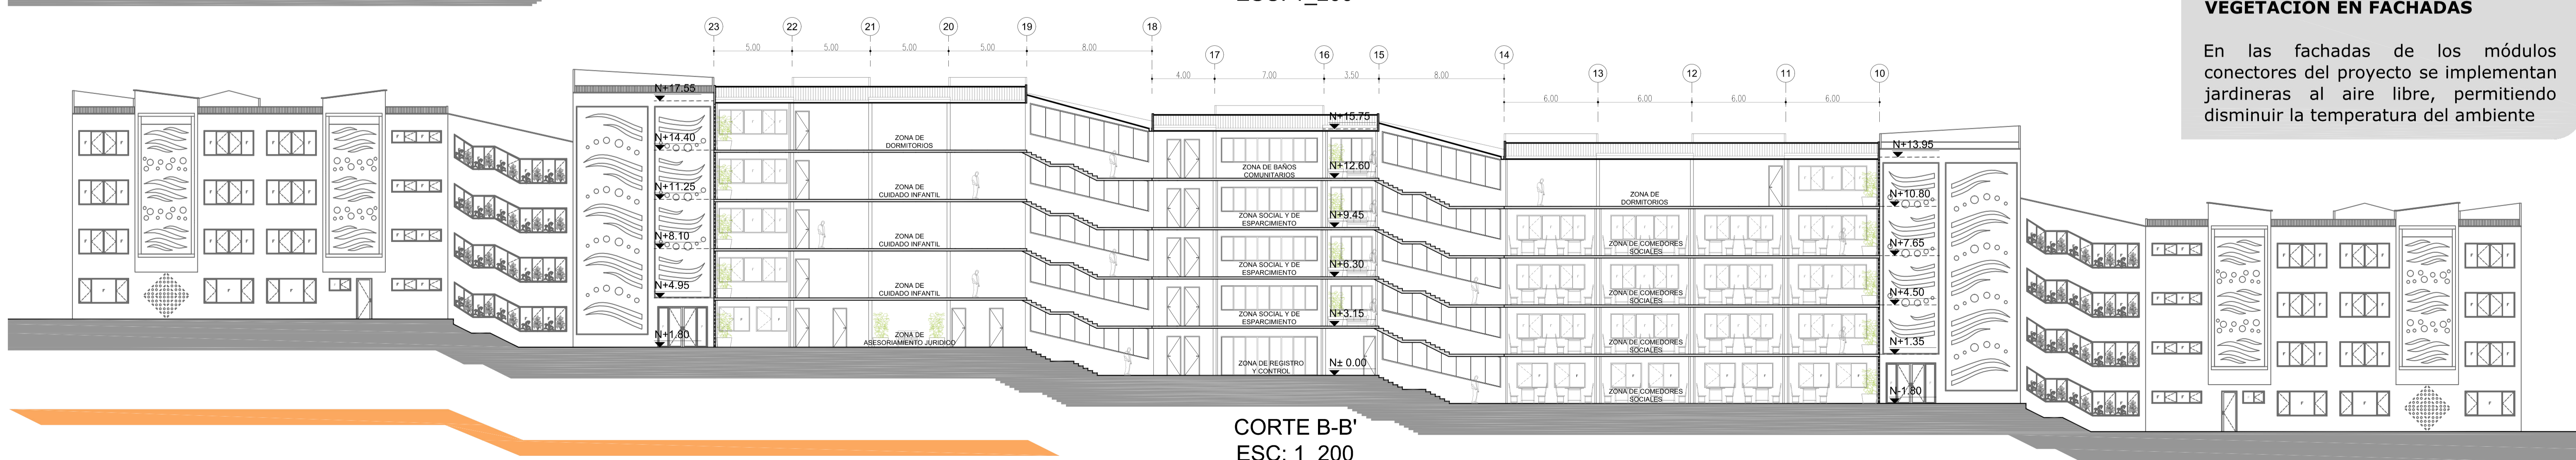 ESC: 1_200
VEGETACIÓN EN FACHADAS
En las fachadas de los módulos
conectores del proyecto se implementan
jardineras al aire libre, permitiendo
disminuir la temperatura del ambiente
23 22 21 20 19 18
17 16 15 14
13 12 11 10
5.00 5.00 5.00 5.00 8.00
4.00 7.00 3.50 8.00
6.00 6.00 6.00 6.00
N+17.55
N+14.40
N+11.25
N+8.10
N+4.95
N+1.80
ZONA DE
DORMITORIOS
ZONA DE
CUIDADO INFANTIL
ZONA DE
CUIDADO INFANTIL
ZONA DE
CUIDADO INFANTIL
ZONA DE
ASESORIAMIENTO JURIDICO
N+15.75
N+12.60
N+9.45
N+6.30
N+3.15
N± 0.00
ZONA DE BAÑOS
COMUNITARIOS
ZONA SOCIAL Y DE
ESPARCIMIENTO
ZONA SOCIAL Y DE
ESPARCIMIENTO
ZONA SOCIAL Y DE
ESPARCIMIENTO
ZONA DE REGISTRO
Y CONTROL
ZONA DE
DORMITORIOS
ZONA DE COMEDORES
SOCIALES
ZONA DE COMEDORES
SOCIALES
ZONA DE COMEDORES
SOCIALES
ZONA DE COMEDORES
SOCIALES
N+13.95
N+10.80
N+7.65
N+4.50
N+1.35
N-1.80
CORTE B-B'
ESC: 1_200